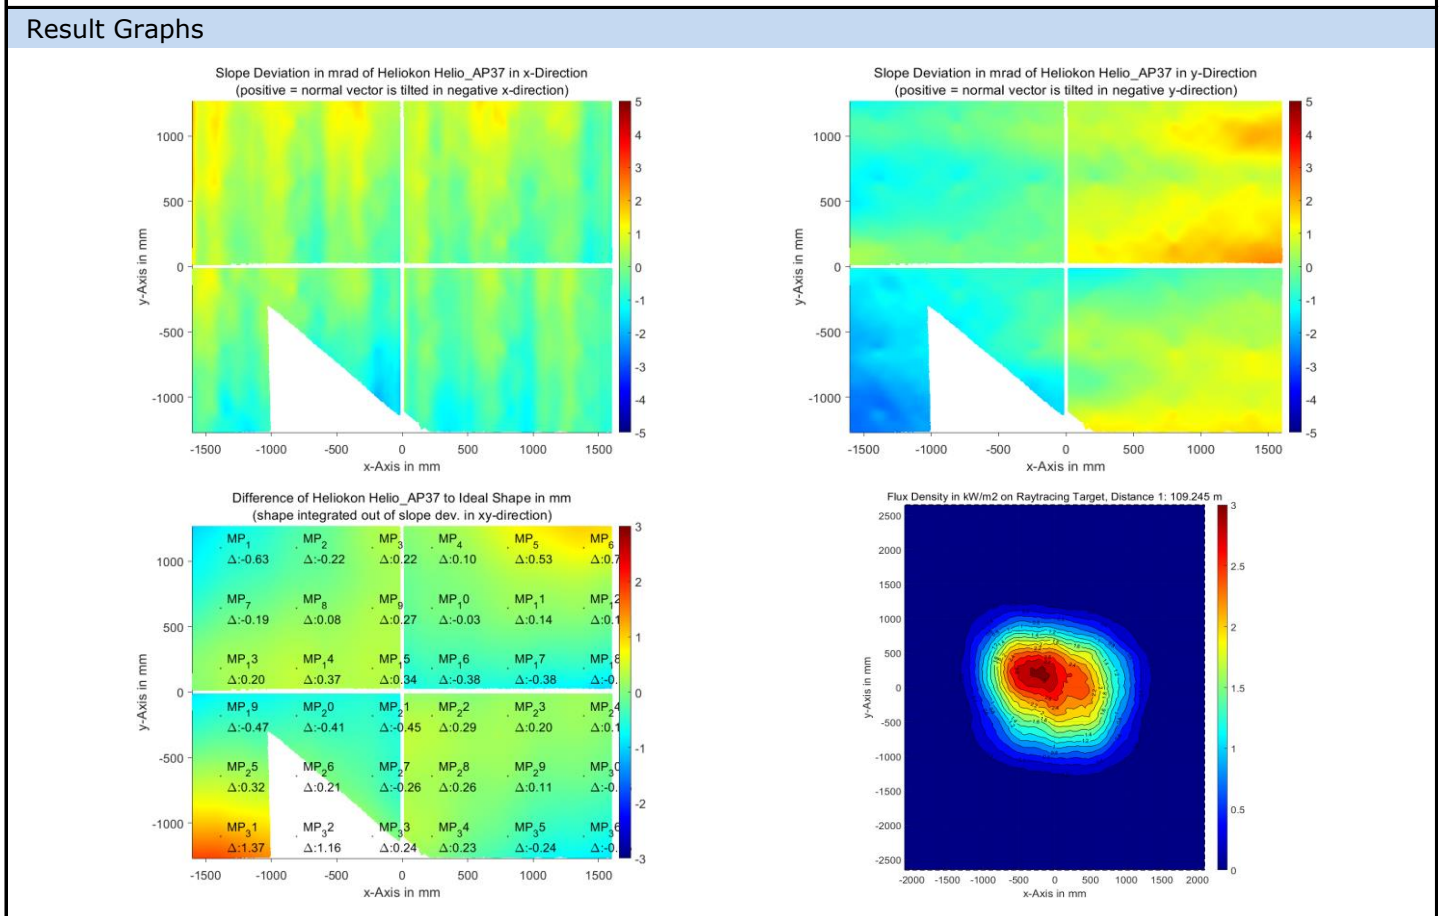 Result Graphs
Slope Deviation in mrad of Heliokon Helio_AP37 in x-Direction
(positive = normal vector is tilted in negative x-direction)
1000
500
0
-500
-1000
y-Axis in mm
-1500 -1000 -500 0 500 1000 1500
x-Axis in mm
5
4
3
2
1
0
-1
-2
-3
-4
-5
Slope Deviation in mrad of Heliokon Helio_AP37 in y-Direction
(positive = normal vector is tilted in negative y-direction)
1000
500
0
-500
-1000
y-Axis in mm
-1500 -1000 -500 0 500 1000 1500
x-Axis in mm
5
4
3
2
1
0
-1
-2
-3
-4
-5
Difference of Heliokon Helio_AP37 to Ideal Shape in mm
(shape integrated out of slope dev. in xy-direction)
MP1 MP2 MP3 MP4 MP5 MP6
Δ:-0.63 Δ:-0.22 Δ:0.22 Δ:0.10 Δ:0.53 Δ:0.7
MP7 MP8 MP9 MP10 MP11 MP12
Δ:-0.19 Δ:0.08 Δ:0.27 Δ:-0.03 Δ:0.14 Δ:0.1
MP13 MP14 MP15 MP16 MP17 MP18
Δ:0.20 Δ:0.37 Δ:0.34 Δ:-0.38 Δ:-0.38 Δ:-0.
MP19 MP20 MP21 MP22 MP23 MP24
Δ:-0.47 Δ:-0.41 Δ:-0.45 Δ:0.29 Δ:0.20 Δ:0.1
MP25 MP26 MP27 MP28 MP29 MP30
Δ:0.32 Δ:0.21 Δ:-0.26 Δ:0.26 Δ:0.11 Δ:-0.
MP31 MP32 MP33 MP34 MP35 MP36
Δ:1.37 Δ:1.16 Δ:0.24 Δ:0.23 Δ:-0.24 Δ:-0.
1000
500
0
-500
-1000
y-Axis in mm
-1500 -1000 -500 0 500 1000 1500
x-Axis in mm
3
2
1
0
-1
-2
-3
Flux Density in kW/m2 on Raytracing Target, Distance 1: 109.245 m
2500
2000
1500
1000
500
0
-500
-1000
-1500
-2000
-2500
y-Axis in mm
-2000 -1500 -1000 -500 0 500 1000 1500 2000
x-Axis in mm
3
2.5
2
1.5
1
0.5
0